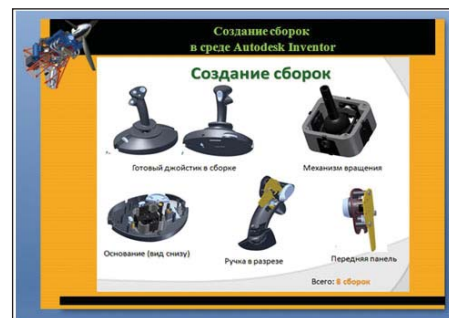 Создание сборок
в среде Autodesk Inventor
Создание сборок
Готовый джойстик в сборке
Механизм вращения
Основание (вид снизу)
Ручка в разрезе
Передняя панель
Всего: 6 сборок